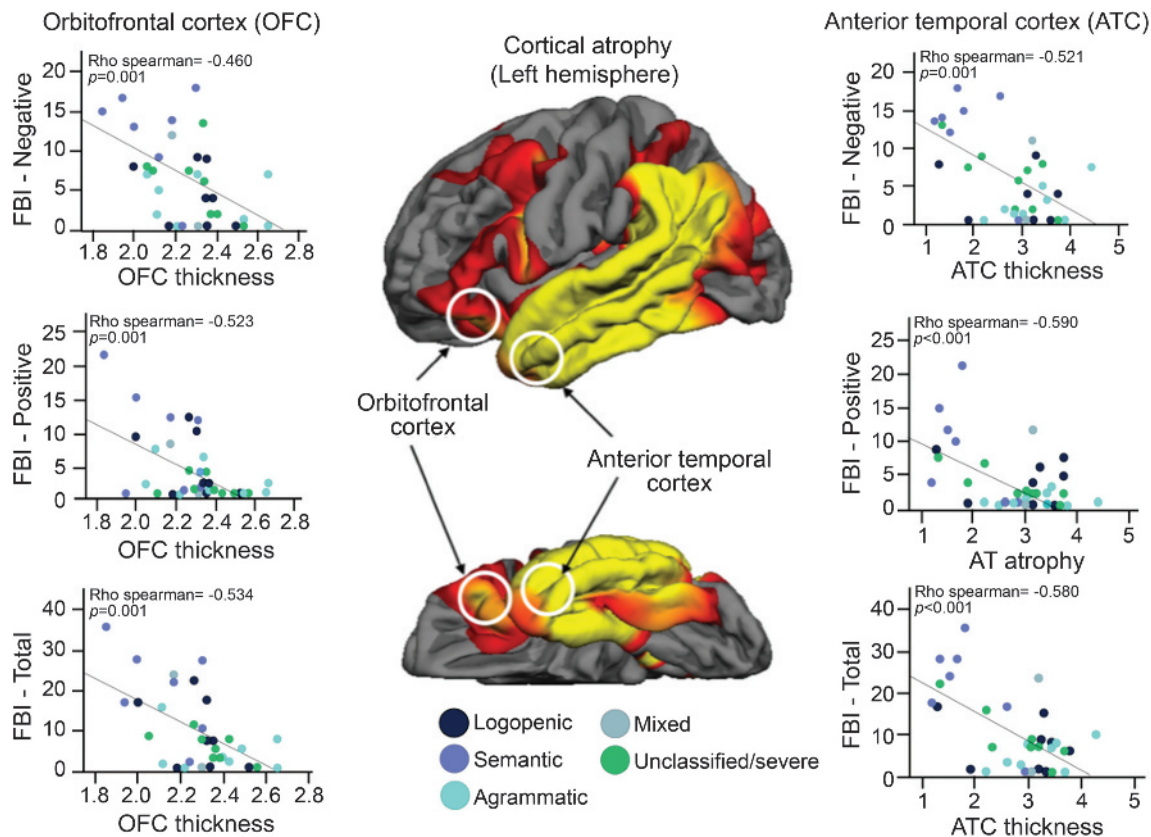 Orbitofrontal cortex (OFC)
Rho spearman= -0.460
p=0.001
FBI - Negative
20
15
10
5
0
1.8 2.0 2.2 2.4 2.6 2.8
OFC thickness
Rho spearman= -0.523
p=0.001
FBI - Positive
25
20
15
10
5
0
1.8 2.0 2.2 2.4 2.6 2.8
OFC thickness
Rho spearman= -0.534
p=0.001
FBI - Total
40
30
20
10
0
1.8 2.0 2.2 2.4 2.6 2.8
OFC thickness
Cortical atrophy
(Left hemisphere)
Orbitofrontal
cortex
Anterior temporal
cortex
Logopenic
Semantic
Agrammatic
Mixed
Unclassified/severe
Anterior temporal cortex (ATC)
Rho spearman= -0.521
p=0.001
FBI - Negative
20
15
10
5
0
1 2 3 4 5
ATC thickness
Rho spearman= -0.590
p<0.001
FBI - Positive
25
20
15
10
5
0
1 2 3 4 5
AT atrophy
Rho spearman= -0.580
p<0.001
FBI - Total
40
30
20
10
0
1 2 3 4 5
ATC thickness